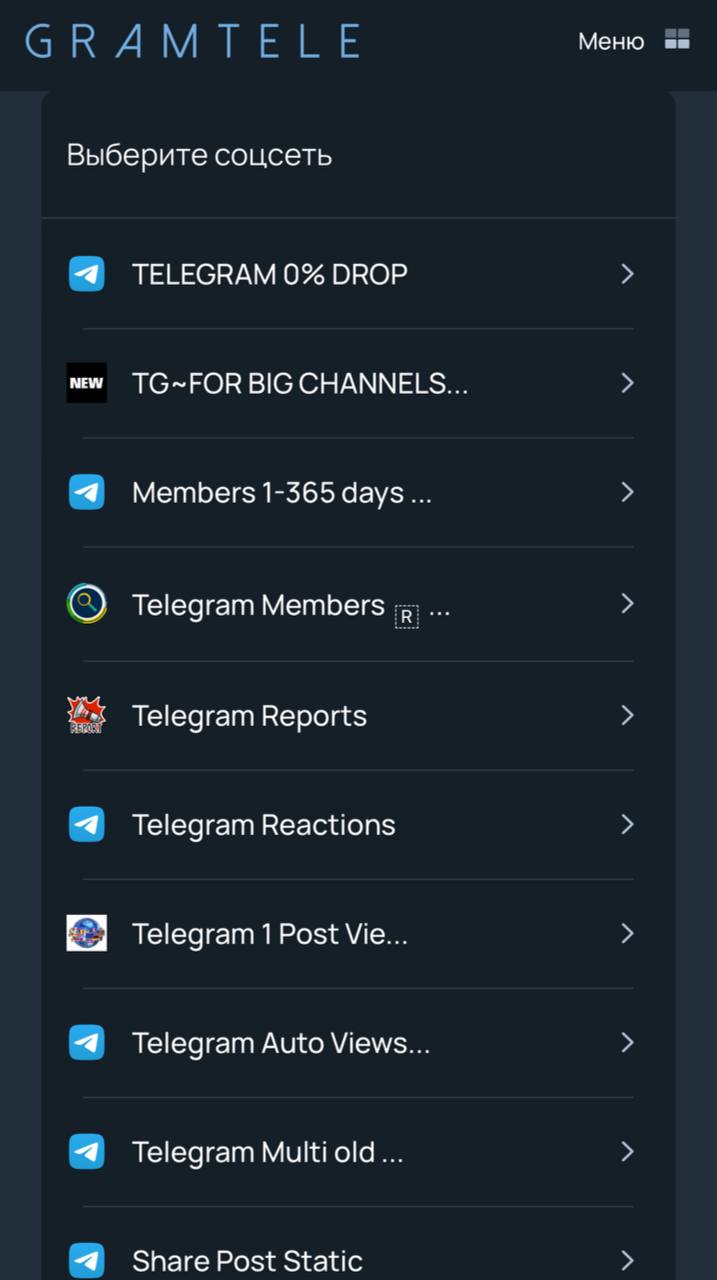 GRAMTELE
Меню
Выберите соцсеть
TELEGRAM 0% DROP
NEW
TG~FOR BIG CHANNELS...
Members 1-365 days ...
Telegram Members R ...
REPORT
Telegram Reports
Telegram Reactions
Telegram 1 Post Vie...
Telegram Auto Views...
Telegram Multi old ...
Share Post Static